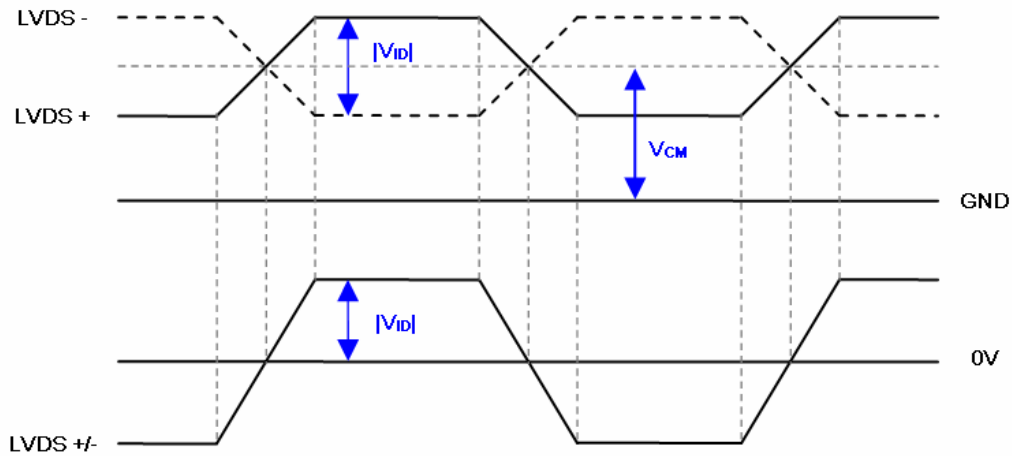 LVDS -
|VID|
LVDS +
VCM
GND
|VID|
0V
LVDS +/-